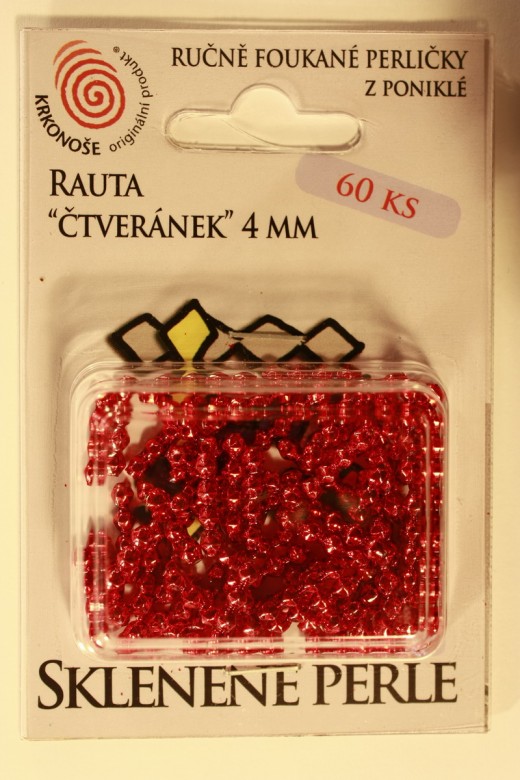 RUČNĚ FOUKANÉ PERLIČKY
Z PONIKLÉ
KRKONOŠE
originální produkt®
RAUTA
“ČTVERÁNEK” 4 MM
60 KS
SKLENĚNÉ PERLE